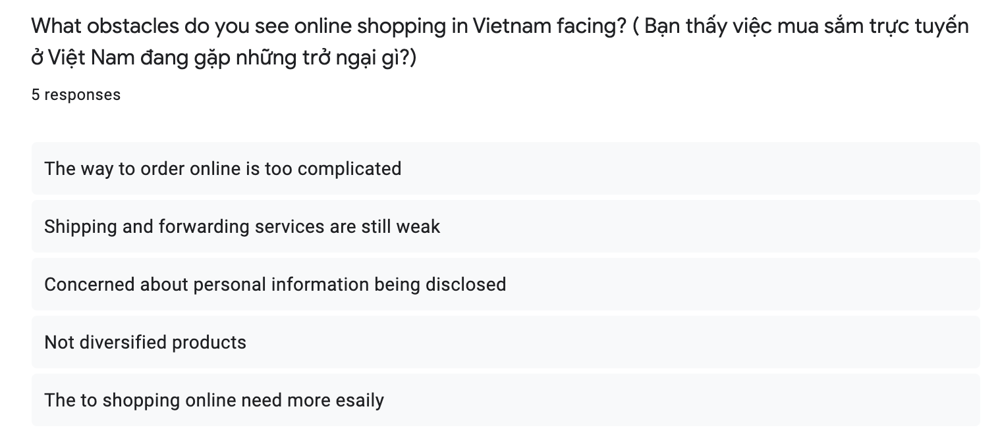 What obstacles do you see online shopping in Vietnam facing? ( Bạn thấy việc mua sắm trực tuyến
ở Việt Nam đang gặp những trở ngại gì?)
5 responses
The way to order online is too complicated
Shipping and forwarding services are still weak
Concerned about personal information being disclosed
Not diversified products
The to shopping online need more esaily